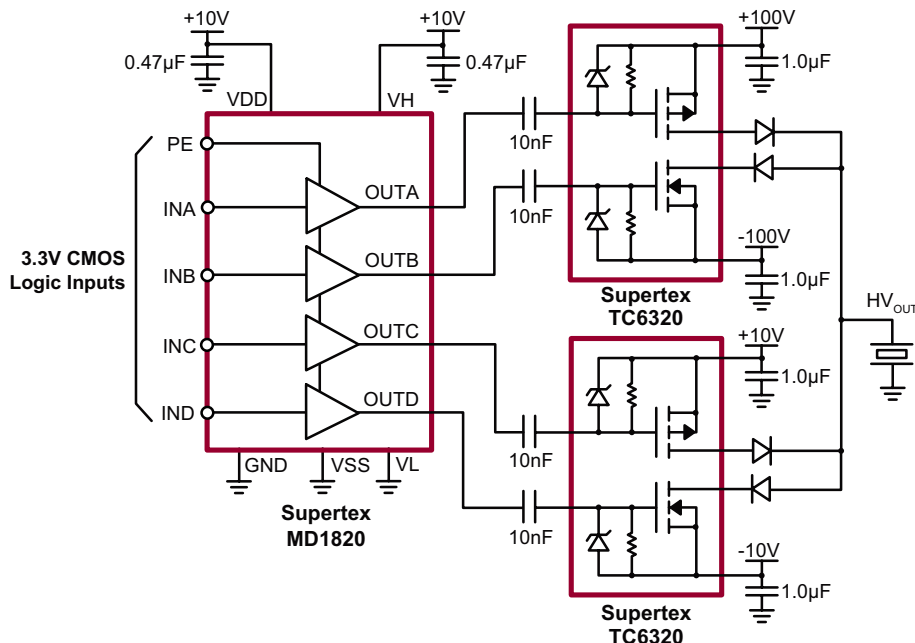 +10V
0.47µF
VDD
+10V
0.47µF
VH
+100V
1.0µF
10nF
10nF
-100V
1.0µF
Supertex
TC6320
3.3V CMOS
Logic Inputs
PE
INA
INB
INC
IND
OUTA
OUTB
OUTC
OUTD
GND
VSS
VL
Supertex
MD1820
+10V
1.0µF
10nF
10nF
-10V
1.0µF
Supertex
TC6320
HVOUT